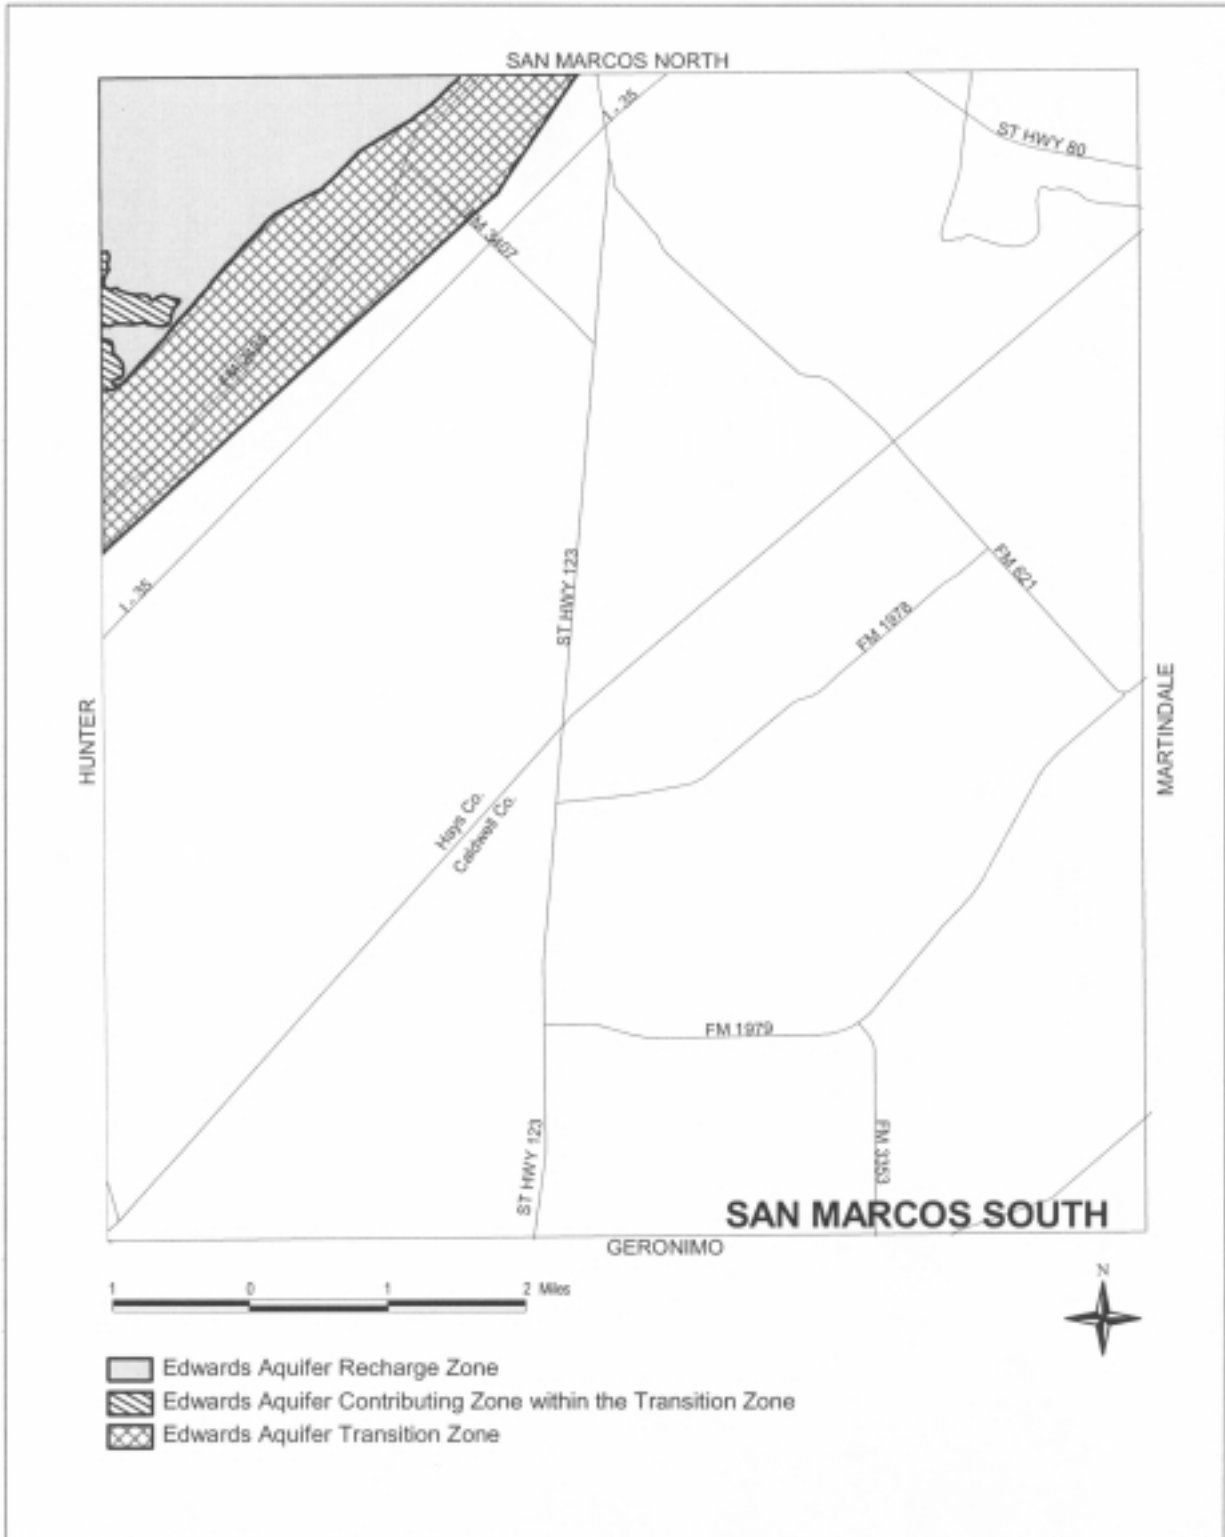 SAN MARCOS NORTH
I - 35
ST HWY 80
FM 3407
I - 35
ST HWY 123
FM 621
FM 1978
HUNTER
MARTINDALE
Hays Co.
Caldwell Co.
FM 1979
ST HWY 123
FM 3353
SAN MARCOS SOUTH
GERONIMO
N
1 0 1 2 Miles
Edwards Aquifer Recharge Zone
Edwards Aquifer Contributing Zone within the Transition Zone
Edwards Aquifer Transition Zone